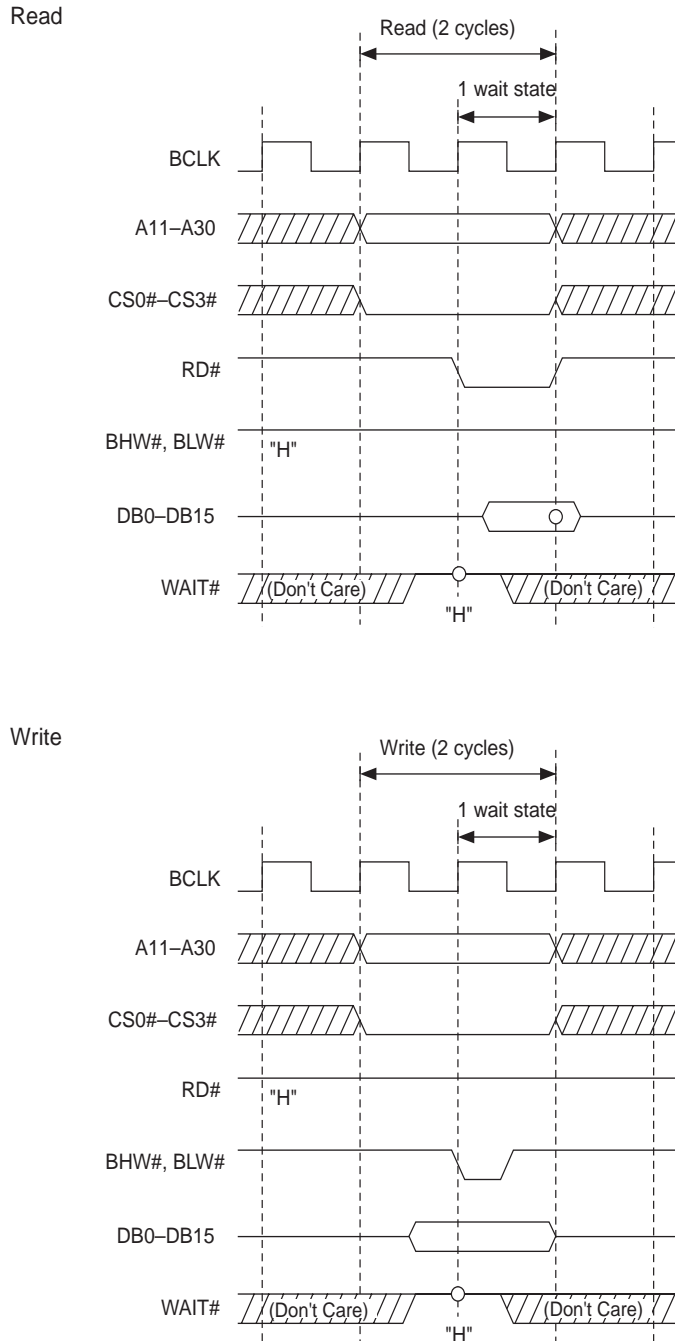 Read
Read (2 cycles)
1 wait state
BCLK
A11–A30
CS0#–CS3#
RD#
BHW#, BLW#
"H"
DB0–DB15
WAIT#
(Don't Care)
(Don't Care)
"H"
Write
Write (2 cycles)
1 wait state
BCLK
A11–A30
CS0#–CS3#
RD#
"H"
BHW#, BLW#
DB0–DB15
WAIT#
(Don't Care)
(Don't Care)
"H"